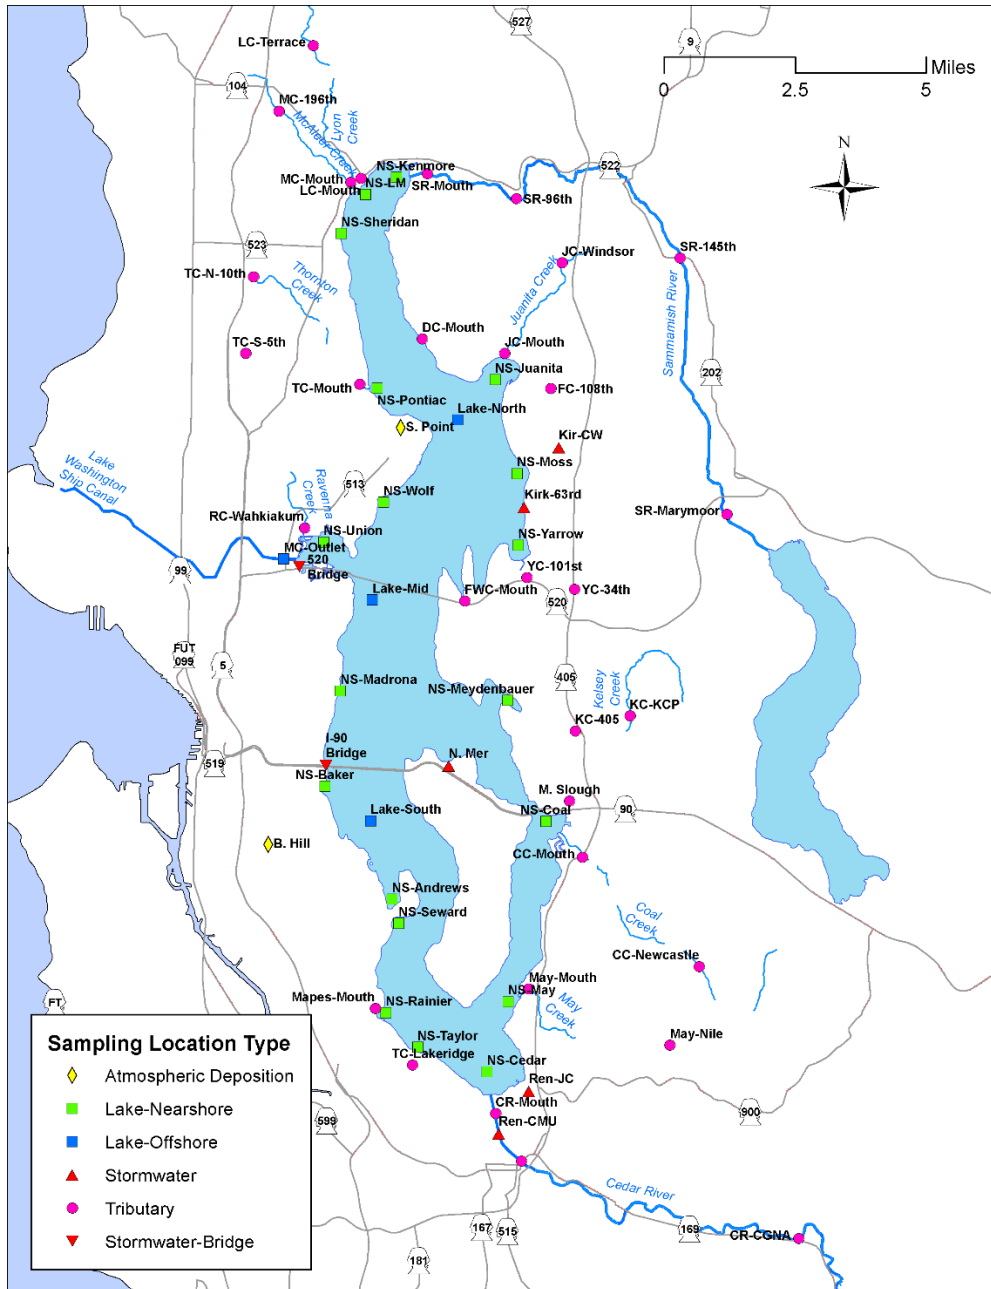 527
LC-Terrace
9
Miles
0
2.5
5
104
MC-196th
McAleer Creek
Lyon
Creek
N
522
NS-Kenmore
MC-Mouth
NS-LM
SR-Mouth
LC-Mouth
SR-96th
NS-Sheridan
523
JC-Windsor
SR-145th
TC-N-10th
Thornton
Creek
Juanita Creek
Sammamish River
DC-Mouth
TC-S-5th
JC-Mouth
NS-Juanita
202
TC-Mouth
NS-Pontiac
FC-108th
Lake-North
S. Point
Kir-CW
Lake
Washington
Ship Canal
Ravenna
Creek
513
NS-Moss
NS-Wolf
Kirk-63rd
RC-Wahkiakum
NS-Union
SR-Marymoor
NS-Yarrow
MC-Outlet
520
Bridge
99
YC-101st
Lake-Mid
FWC-Mouth
YC-34th
520
FUT
099
5
405
Kelsey
Creek
NS-Madrona
NS-Meydenbauer
KC-KCP
KC-405
I-90
Bridge
519
N. Mer
NS-Baker
M. Slough
90
Lake-South
NS-Coal
B. Hill
CC-Mouth
NS-Andrews
Coal
Creek
NS-Seward
CC-Newcastle
FT
Mapes-Mouth
NS-Rainier
May-Mouth
NS-May
May
Creek
NS-Taylor
May-Nile
TC-Lakeridge
NS-Cedar
Ren-JC
CR-Mouth
Ren-CMU
599
900
Cedar River
167
515
169
CR-CGNA
181
Sampling Location Type
Atmospheric Deposition
Lake-Nearshore
Lake-Offshore
Stormwater
Tributary
Stormwater-Bridge